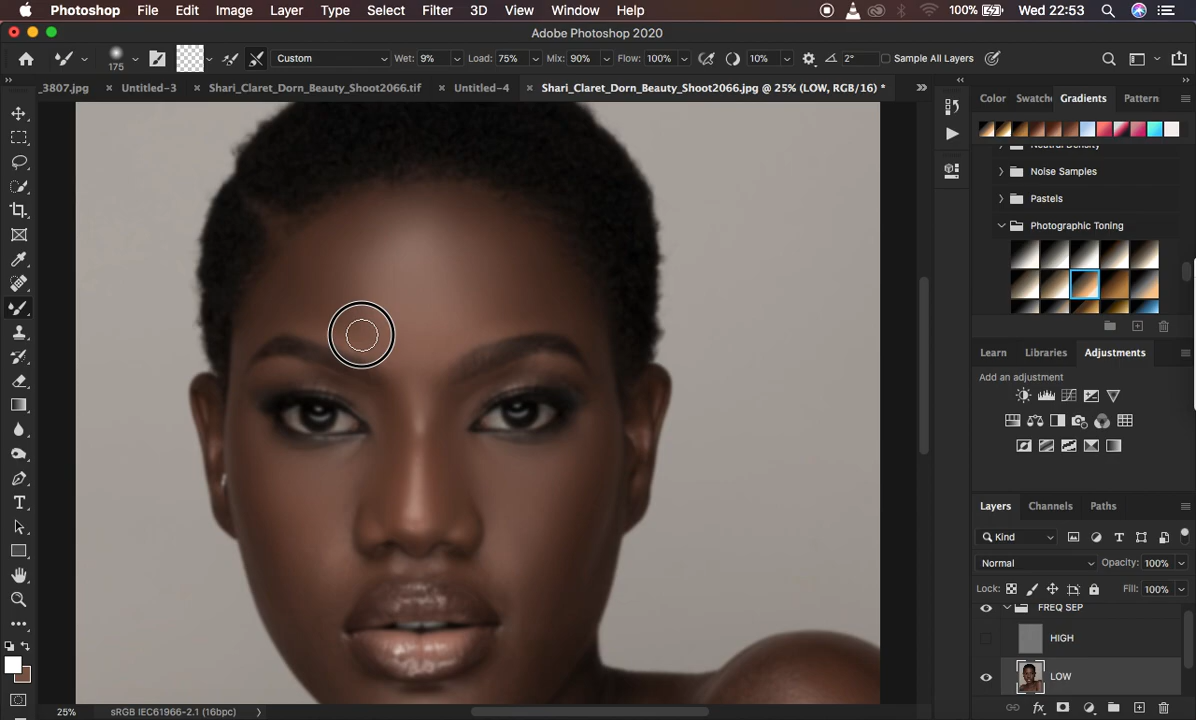 Photoshop File Edit Image Layer Type Select Filter 3D View Window Help 100% Wed 22:53
Adobe Photoshop 2020
175 Custom Wet: 9% Load: 75% Mix: 90% Flow: 100% 10% 2° Sample All Layers
_3807.jpg × Untitled-3 × Shari_Claret_Dorn_Beauty_Shoot2066.tif × Untitled-4 × Shari_Claret_Dorn_Beauty_Shoot2066.jpg @ 25% (LOW, RGB/16) *
Color Swatches Gradients Pattern
Neutral Density
Noise Samples
Pastels
Photographic Toning
Learn Libraries Adjustments
Add an adjustment
Layers Channels Paths
Kind
Normal Opacity: 100%
Lock: Fill: 100%
FREQ SEP
HIGH
LOW
25% sRGB IEC61966-2.1 (16bpc)